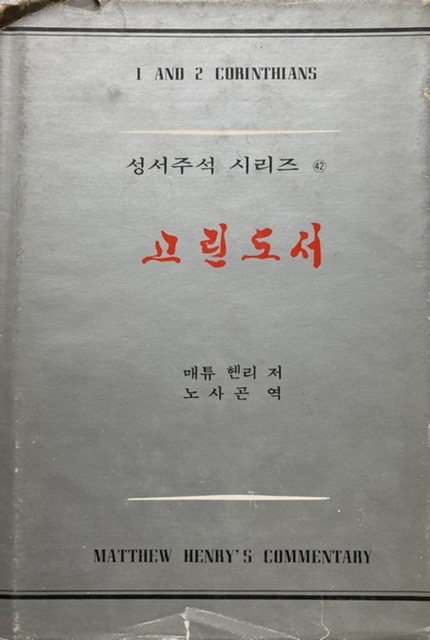 1 AND 2 CORINTHIANS
성서주석 시리즈 ㊷
고린도서
매튜 헨리 저
노사곤 역
MATTHEW HENRY'S COMMENTARY